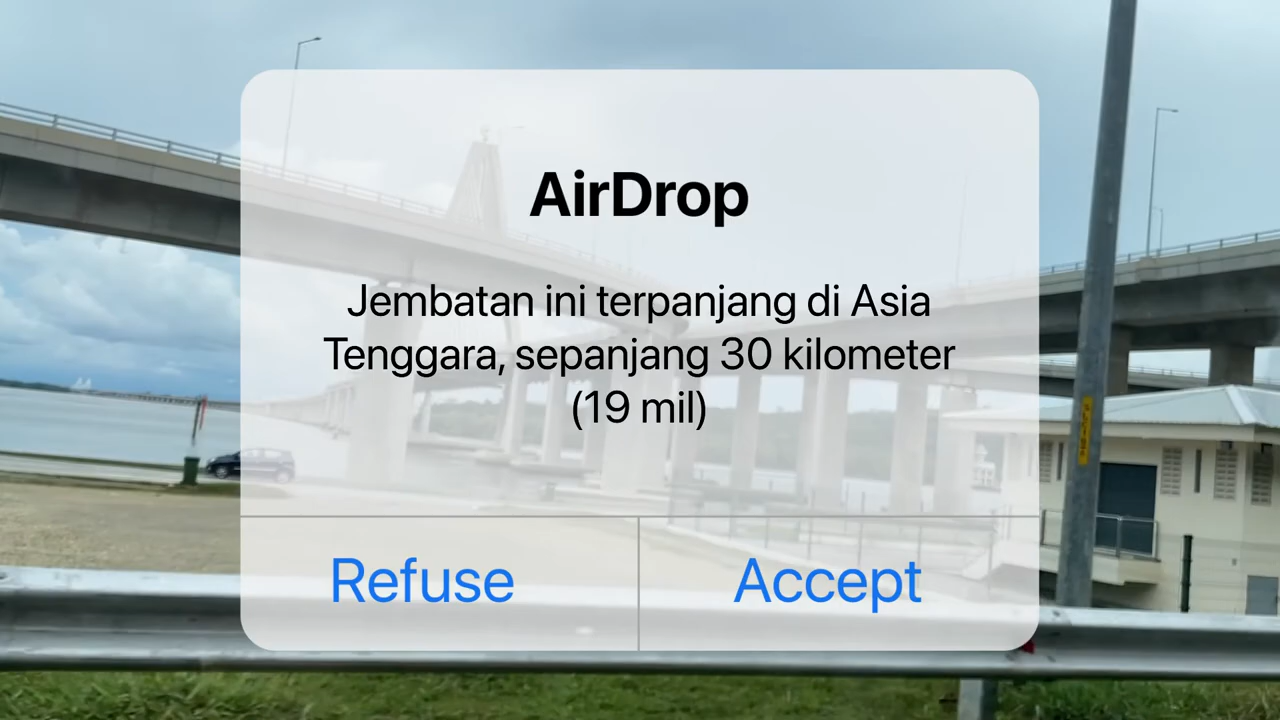 AirDrop
Jembatan ini terpanjang di Asia
Tenggara, sepanjang 30 kilometer
(19 mil)
Refuse
Accept